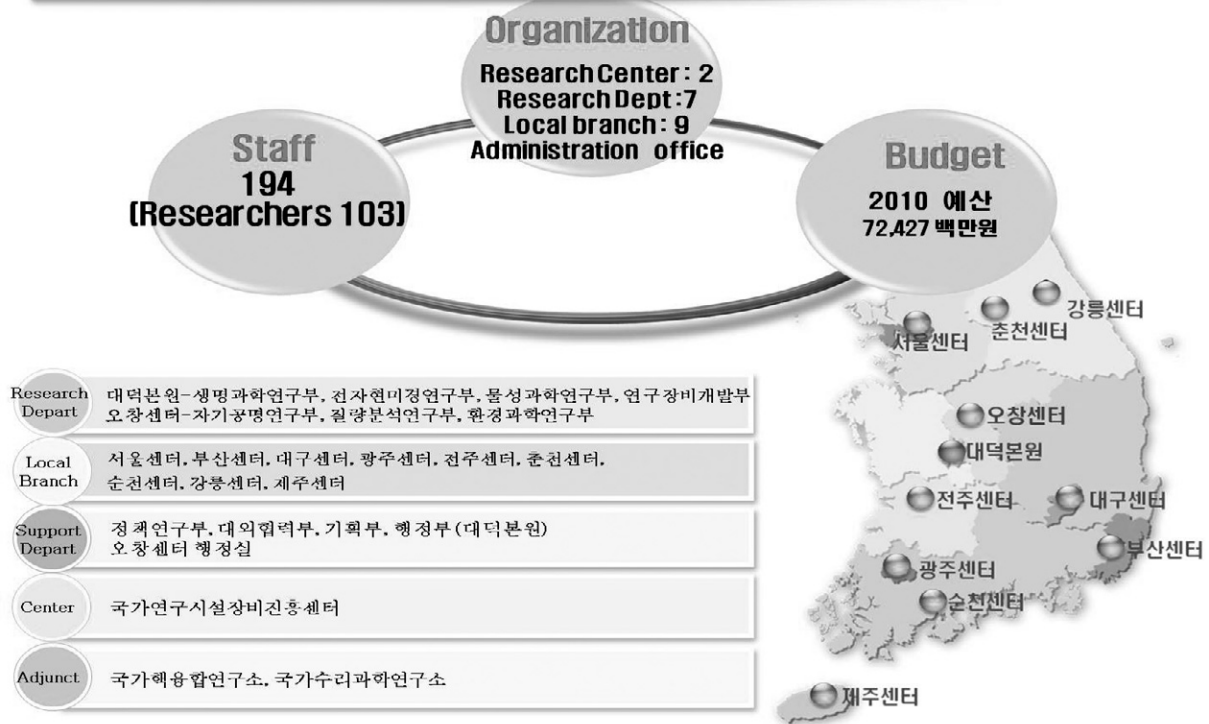 Organization
Research Center : 2
Research Dept :7
Local branch : 9
Administration office
Staff
194
(Researchers 103)
Budget
2010 예산
72,427 백만원
강릉센터
춘천센터
서울센터
오창센터
대덕본원
전주센터
대구센터
부산센터
광주센터
순천센터
제주센터
Research
Depart
대덕본원-생명과학연구부, 전자현미경연구부, 물성과학연구부, 연구장비개발부
오창센터-자기공명연구부, 질량분석연구부, 환경과학연구부
Local
Branch
서울센터, 부산센터, 대구센터, 광주센터, 전주센터, 춘천센터,
순천센터, 강릉센터, 제주센터
Support
Depart
정책연구부, 대외협력부, 기획부, 행정부 (대덕본원)
오창센터 행정실
Center
국가연구시설장비진흥센터
Adjunct
국가핵융합연구소, 국가수리과학연구소